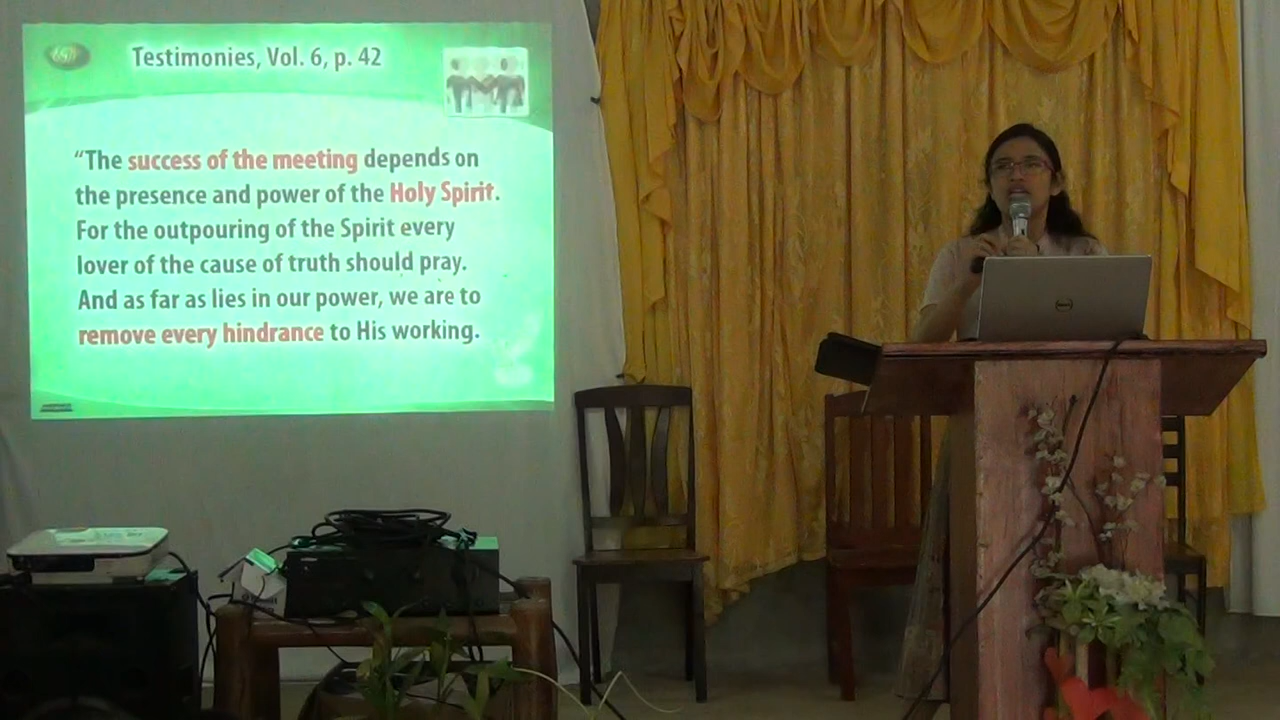 Testimonies, Vol. 6, p. 42
“The success of the meeting depends on
the presence and power of the Holy Spirit.
For the outpouring of the Spirit every
lover of the cause of truth should pray.
And as far as lies in our power, we are to
remove every hindrance to His working.
DELL